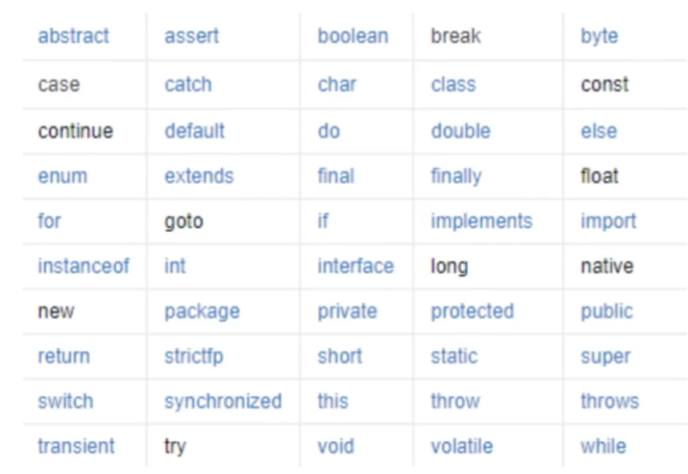 abstract assert boolean break byte
case catch char class const
continue default do double else
enum extends final finally float
for goto if implements import
instanceof int interface long native
new package private protected public
return strictfp short static super
switch synchronized this throw throws
transient try void volatile while